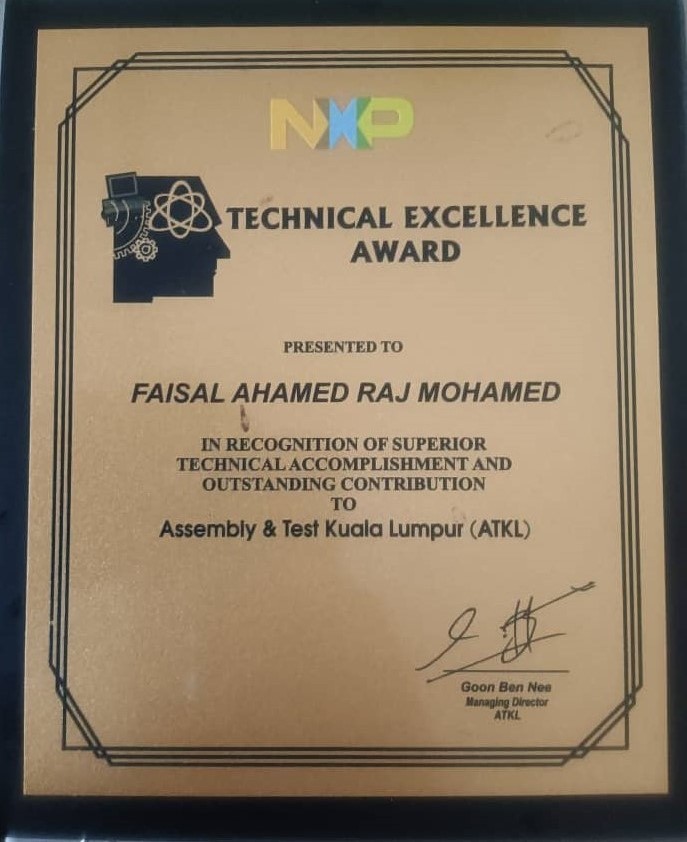 NXP
TECHNICAL EXCELLENCE
AWARD
PRESENTED TO
FAISAL AHAMED RAJ MOHAMED
IN RECOGNITION OF SUPERIOR
TECHNICAL ACCOMPLISHMENT AND
OUTSTANDING CONTRIBUTION
TO
Assembly & Test Kuala Lumpur (ATKL)
Goon Ben Nee
Managing Director
ATKL